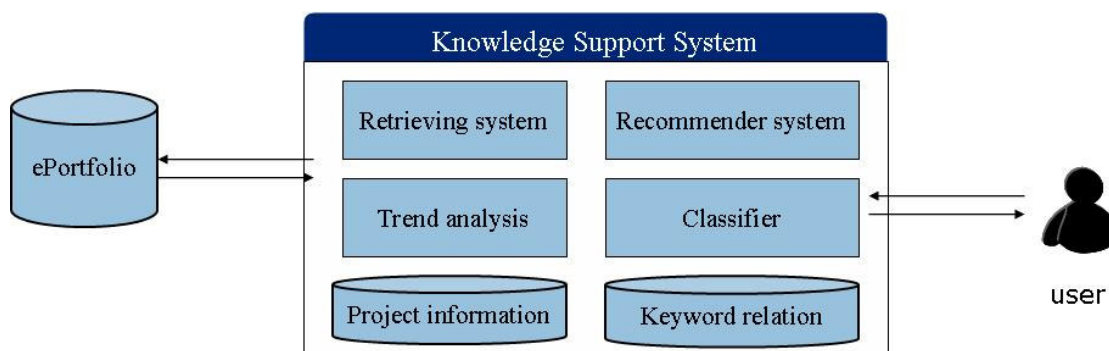 Knowledge Support System
Retrieving system
Recommender system
ePortfolio
Trend analysis
Classifier
user
Project information
Keyword relation